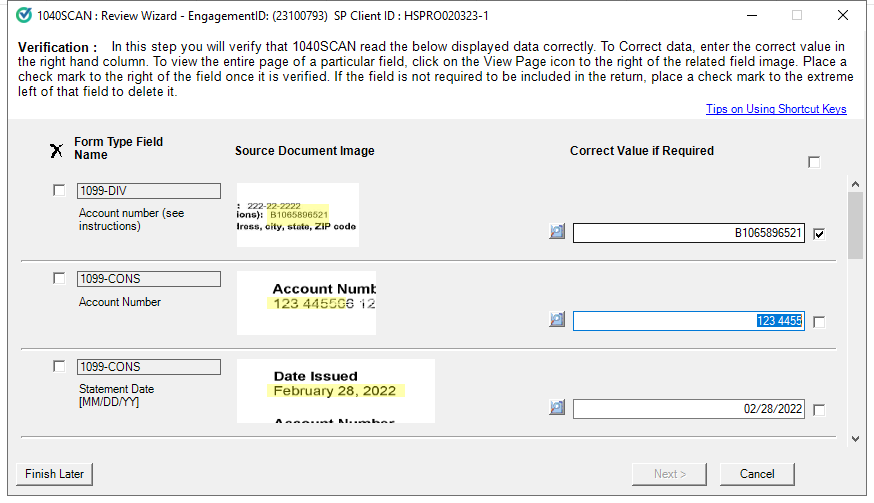 1040SCAN : Review Wizard - EngagementID: (23100793) SP Client ID : HSPRO020323-1
Verification : In this step you will verify that 1040SCAN read the below displayed data correctly. To Correct data, enter the correct value in
the right hand column. To view the entire page of a particular field, click on the View Page icon to the right of the related field image. Place a
check mark to the right of the field once it is verified. If the field is not required to be included in the return, place a check mark to the extreme
left of that field to delete it.
Tips on Using Shortcut Keys
X Form Type Field
Name
Source Document Image
Correct Value if Required
1099-DIV
Account number (see
instructions)
: 222-22-2222
ions): B1065896521
lress, city, state, ZIP code
B1065896521
1099-CONS
Account Number
Account Numb
123 445566 12
123 4455
1099-CONS
Statement Date
[MM/DD/YY]
Date Issued
February 28, 2022
Account Number
02/28/2022
Finish Later
Next >
Cancel